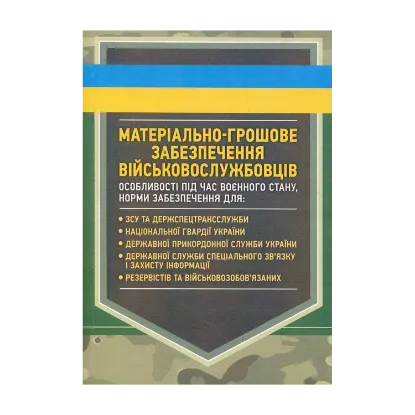 МАТЕРІАЛЬНО-ГРОШОВЕ
ЗАБЕЗПЕЧЕННЯ
ВІЙСЬКОВОСЛУЖБОВЦІВ
ОСОБЛИВОСТІ ПІД ЧАС ВОЄННОГО СТАНУ,
НОРМИ ЗАБЕЗПЕЧЕННЯ ДЛЯ:
• ЗСУ ТА ДЕРЖСПЕЦТРАНССЛУЖБИ
• НАЦІОНАЛЬНОЇ ГВАРДІЇ УКРАЇНИ
• ДЕРЖАВНОЇ ПРИКОРДОННОЇ СЛУЖБИ УКРАЇНИ
• ДЕРЖАВНОЇ СЛУЖБИ СПЕЦІАЛЬНОГО ЗВ'ЯЗКУ
І ЗАХИСТУ ІНФОРМАЦІЇ
• РЕЗЕРВІСТІВ ТА ВІЙСЬКОВОЗОБОВ'ЯЗАНИХ